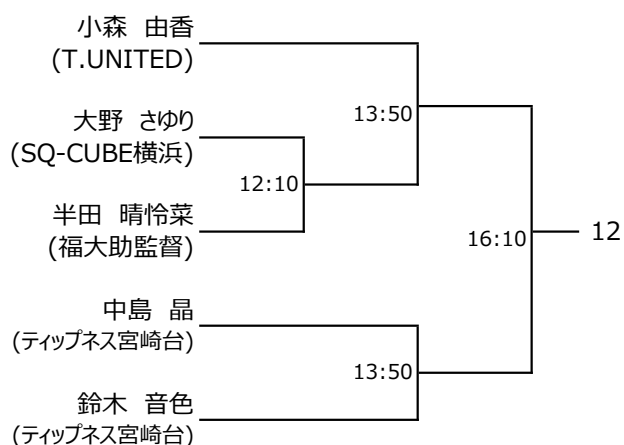 小森　由香
(T.UNITED)
13:50
大野　さゆり
(SQ-CUBE横浜)
12:10
半田　晴怜菜
(福大助監督)
16:10
12
中島　晶
(ティップネス宮崎台)
13:50
鈴木　音色
(ティップネス宮崎台)